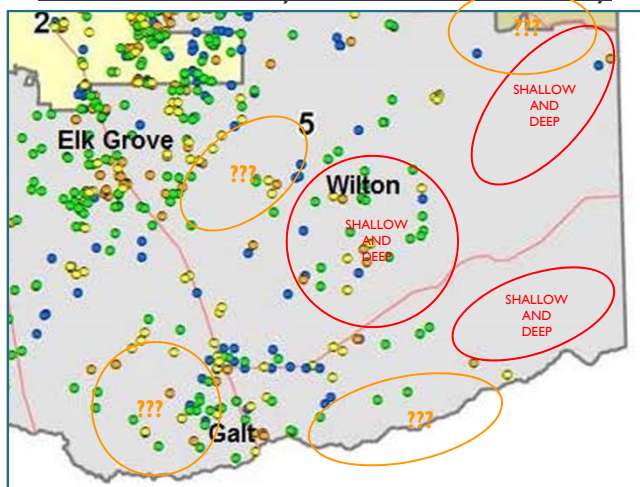 2
???
SHALLOW
AND
DEEP
5
Elk Grove
???
Wilton
SHALLOW
AND
DEEP
SHALLOW
AND
DEEP
???
???
Galt